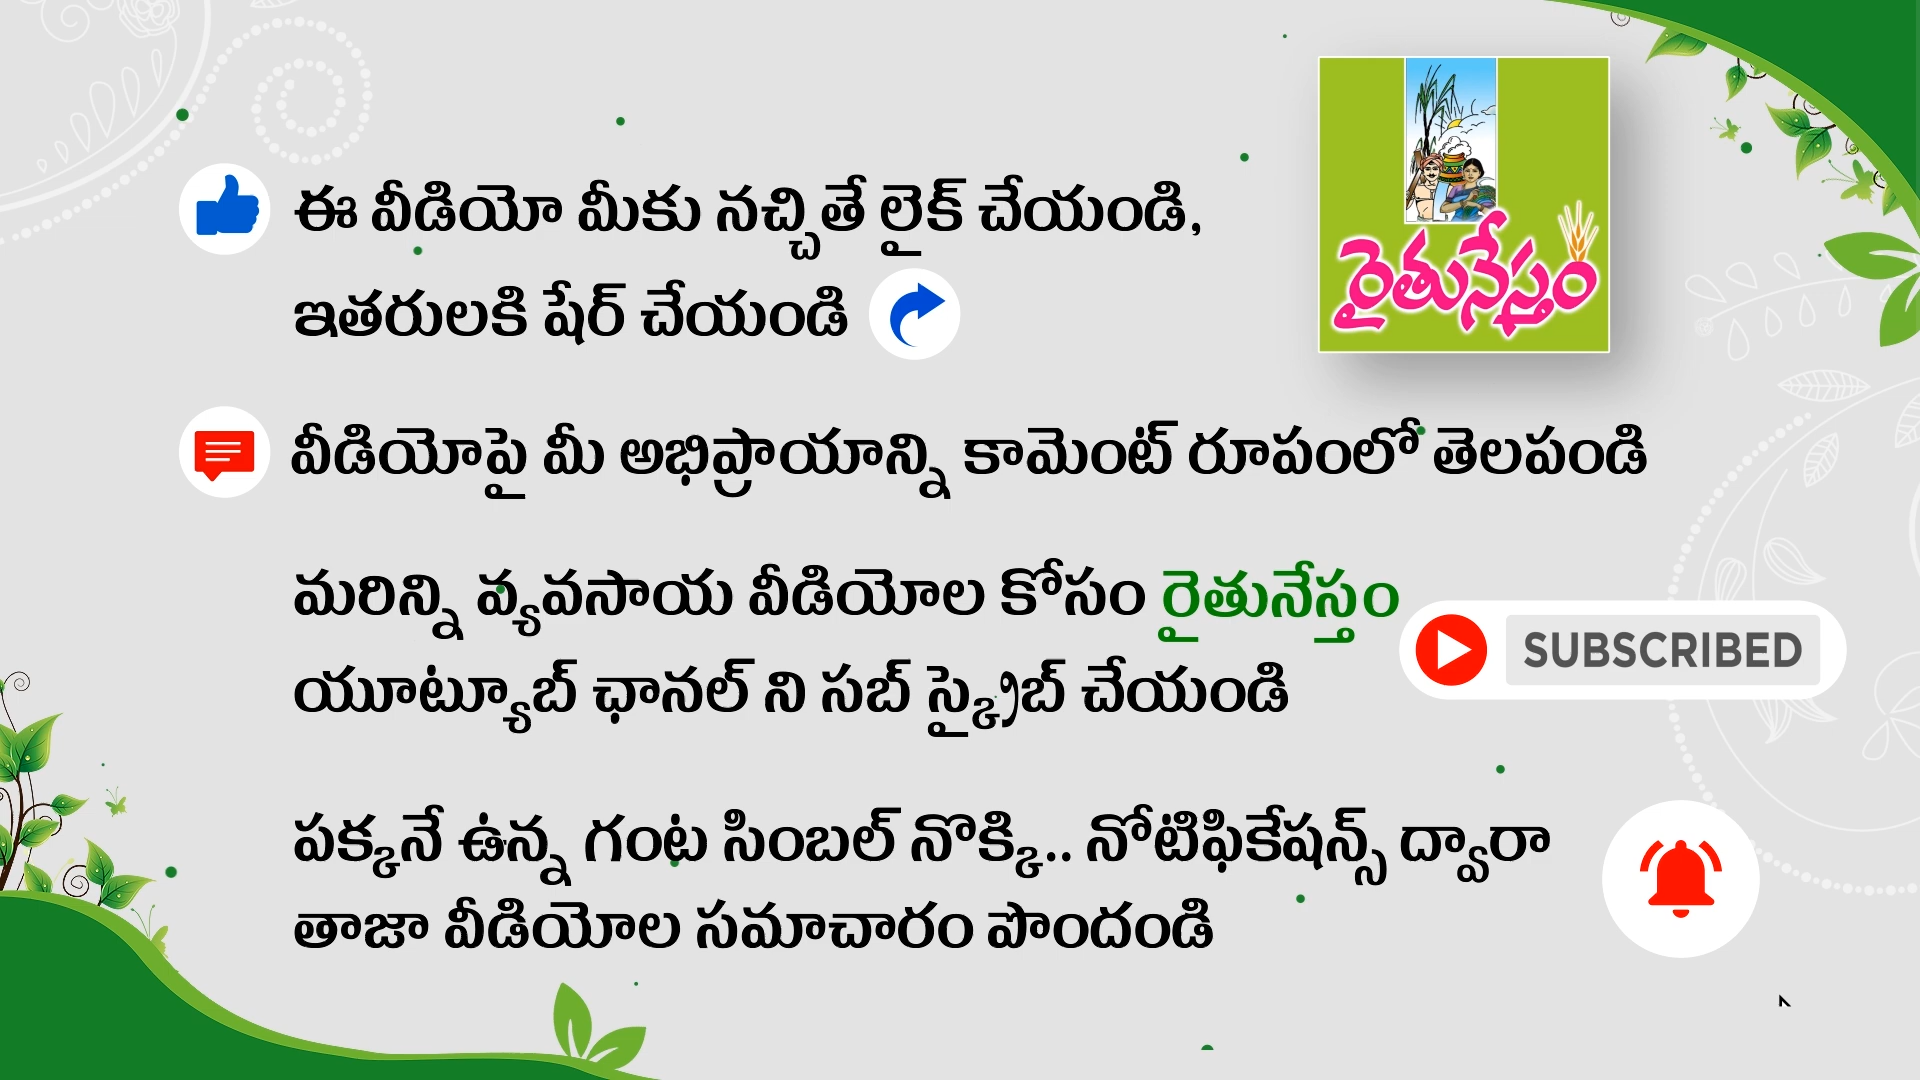 ఈ వీడియో మీకు నచ్చితే లైక్ చేయండి,
ఇతరులకి షేర్ చేయండి
రైతునేస్తం
వీడియోపై మీ అభిప్రాయాన్ని కామెంట్ రూపంలో తెలపండి
మరిన్ని వ్యవసాయ వీడియోల కోసం రైతునేస్తం
యూట్యూబ్ ఛానల్ ని సబ్ స్క్రైబ్ చేయండి
SUBSCRIBED
పక్కనే ఉన్న గంట సింబల్ నొక్కి.. నోటిఫికేషన్స్ ద్వారా
తాజా వీడియోల సమాచారం పొందండి